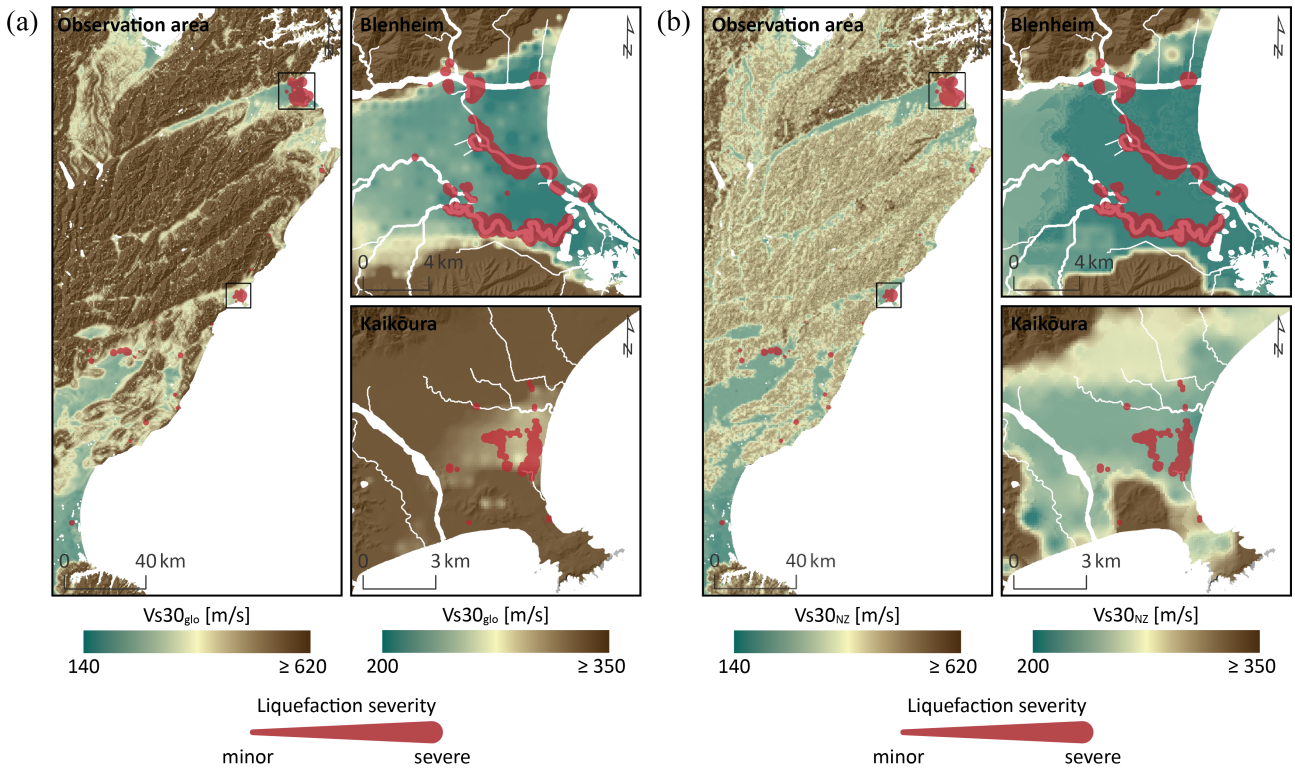 (a)
Observation area
N
0 40 km
Blenheim
N
0 4 km
Kaikōura
N
0 3 km
Vs30glo [m/s]
140 ≥ 620
Vs30glo [m/s]
200 ≥ 350
Liquefaction severity
minor severe
(b)
Observation area
N
0 40 km
Blenheim
N
0 4 km
Kaikōura
N
0 3 km
Vs30NZ [m/s]
140 ≥ 620
Vs30NZ [m/s]
200 ≥ 350
Liquefaction severity
minor severe